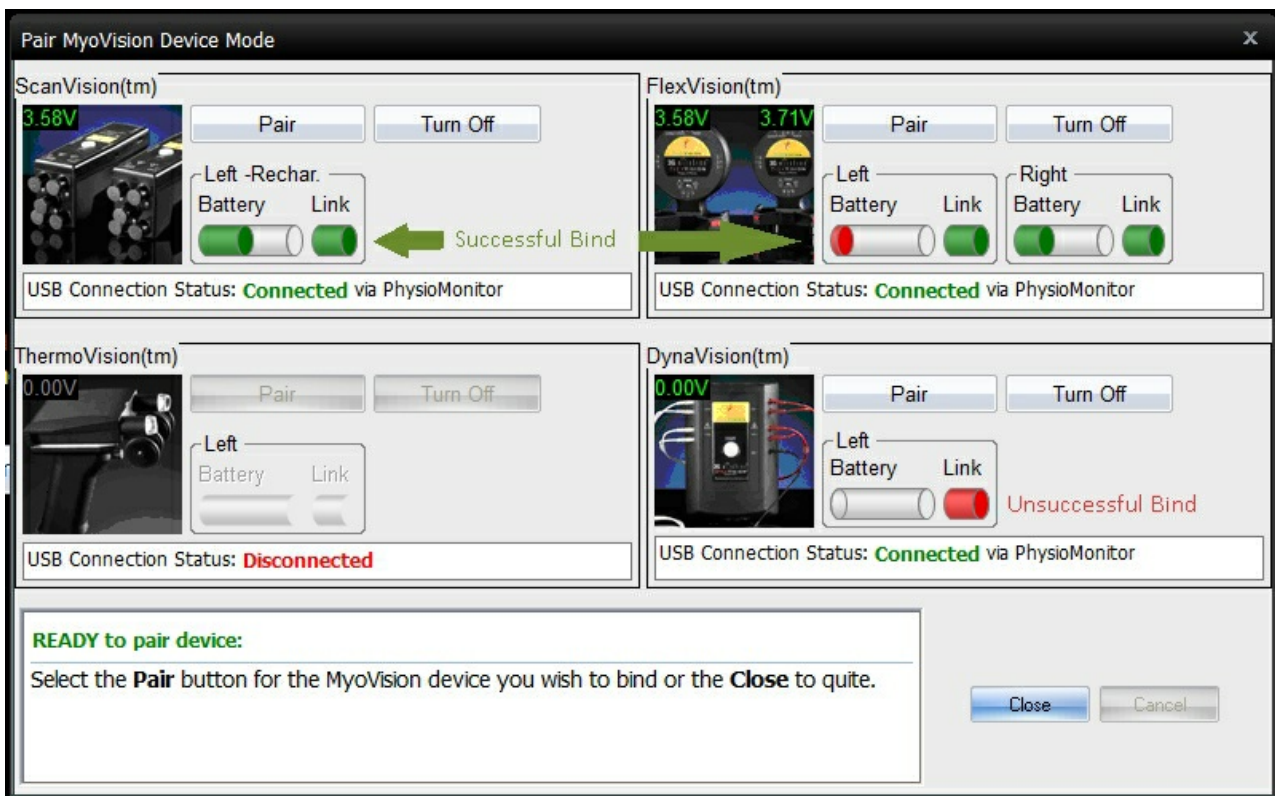 Pair MyoVision Device Mode x
ScanVision(tm)
3.58V
Pair Turn Off
Left -Rechar.
Battery Link
USB Connection Status: Connected via PhysioMonitor
Successful Bind
FlexVision(tm)
3.58V 3.71V
Pair Turn Off
Left Right
Battery Link Battery Link
USB Connection Status: Connected via PhysioMonitor
ThermoVision(tm)
0.00V
Pair Turn Off
Left
Battery Link
USB Connection Status: Disconnected
DynaVision(tm)
0.00V
Pair Turn Off
Left
Battery Link
Unsuccessful Bind
USB Connection Status: Connected via PhysioMonitor
READY to pair device:
Select the Pair button for the MyoVision device you wish to bind or the Close to quite.
Close Cancel